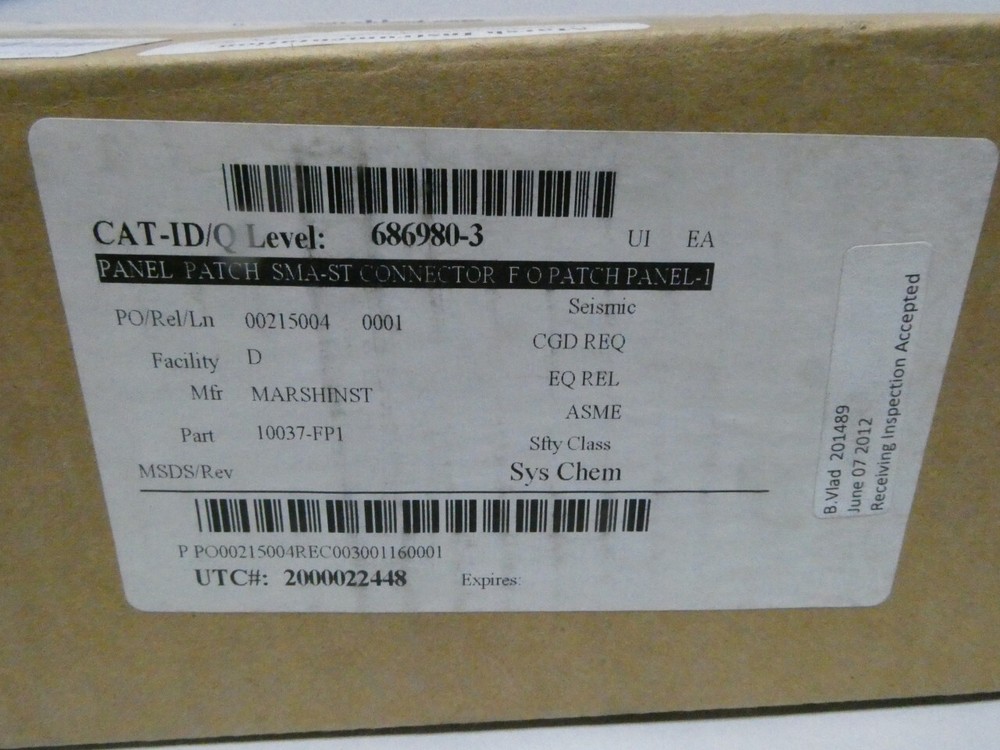 CAT-ID/Q Level: 686980-3 UI EA
PANEL PATCH SMA-ST CONNECTOR F O PATCH PANEL-1
PO/Rel/Ln 00215004 0001
Seismic
Facility D
CGD REQ
Mfr MARSHINST
EQ REL
ASME
Part 10037-FP1
Sfty Class
MSDS/Rev
Sys Chem
P PO00215004REC003001160001
UTC#: 2000022448 Expires:
B.Vlad 201489
June 07 2012
Receiving Inspection Accepted